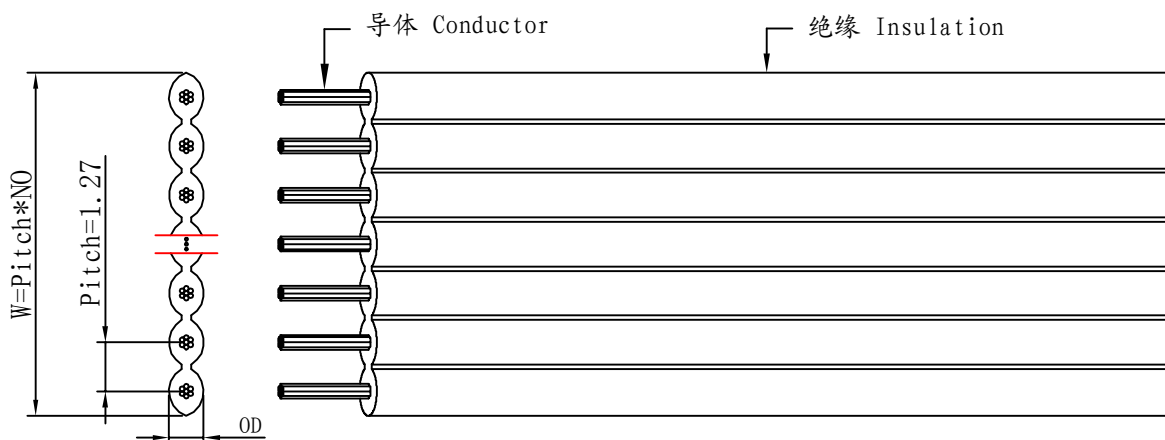 导体 Conductor
绝缘 Insulation
W=Pitch*NO
Pitch=1.27
OD